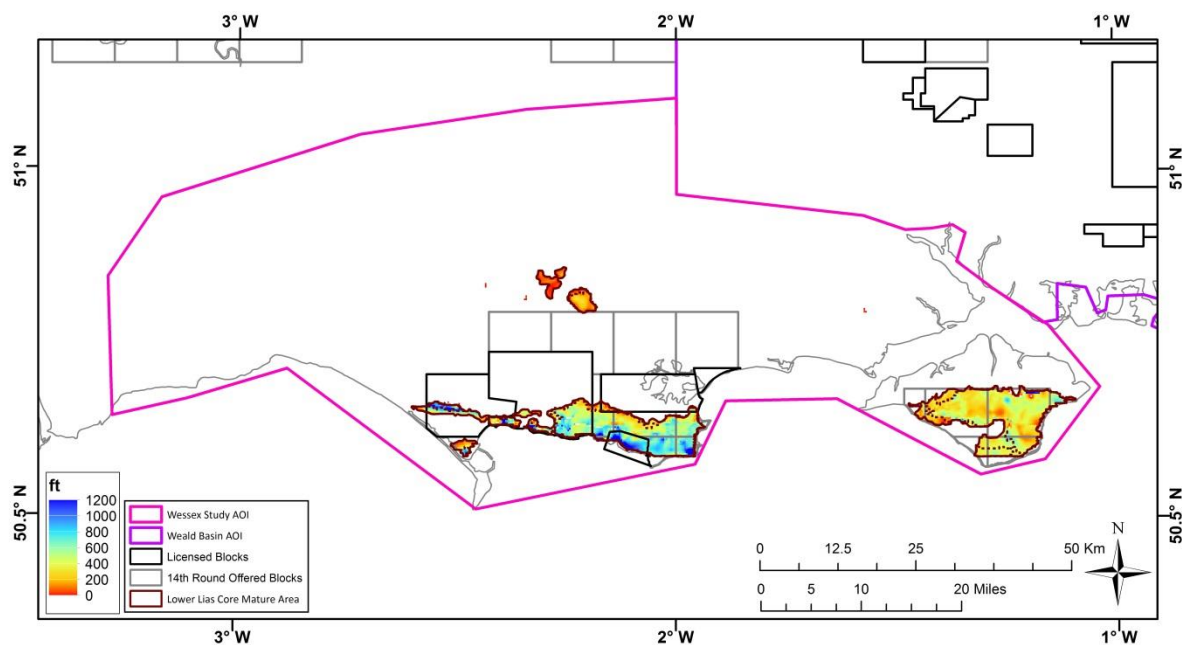 3° W 2° W 1° W
51° N 51° N
50.5° N 50.5° N
ft
1200
1000
800
600
400
200
0
Wessex Study AOI
Weald Basin AOI
Licensed Blocks
14th Round Offered Blocks
Lower Lias Core Mature Area
0 12.5 25 50 Km
0 5 10 20 Miles
N
3° W 2° W 1° W